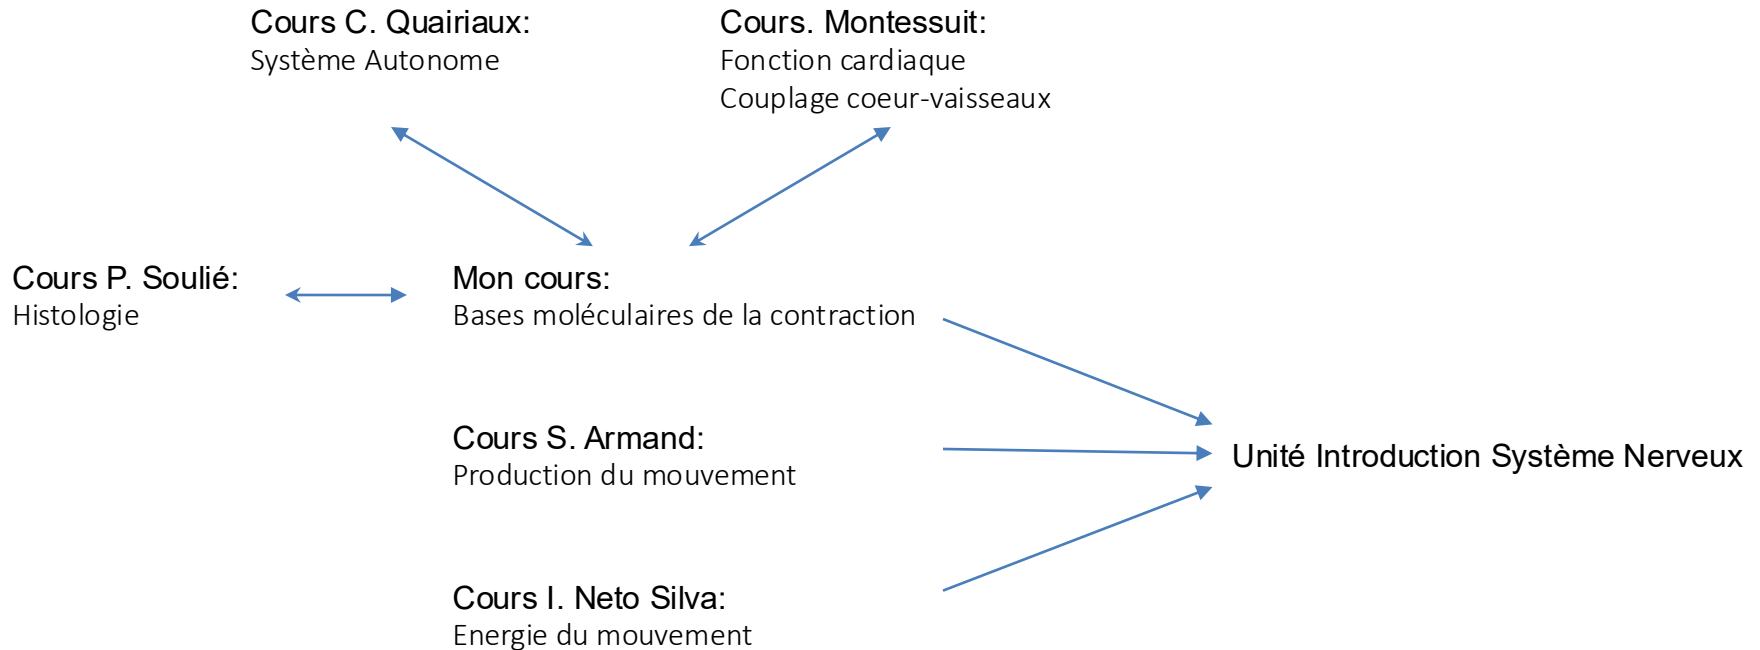 Cours C. Quairiaux:
Système Autonome
Cours. Montessuit:
Fonction cardiaque
Couplage coeur-vaisseaux
Cours P. Soulié:
Histologie
Mon cours:
Bases moléculaires de la contraction
Cours S. Armand:
Production du mouvement
Unité Introduction Système Nerveux
Cours I. Neto Silva:
Energie du mouvement